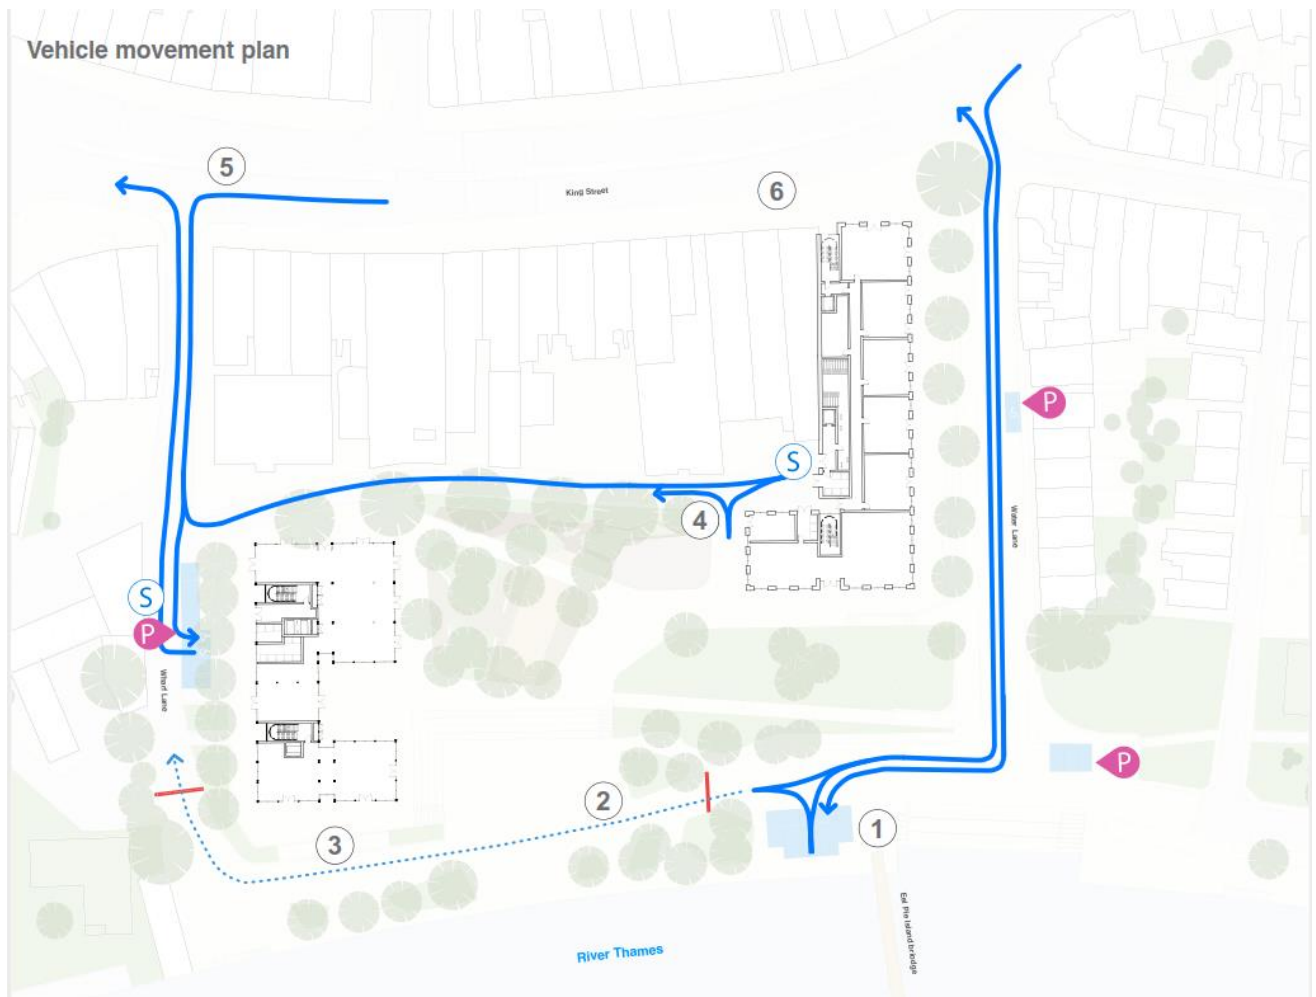 Vehicle movement plan
5
King Street
6
P
S
4
Water Lane
S
P
Wharf Lane
P
2
1
3
Eel Pie Island bridge
River Thames